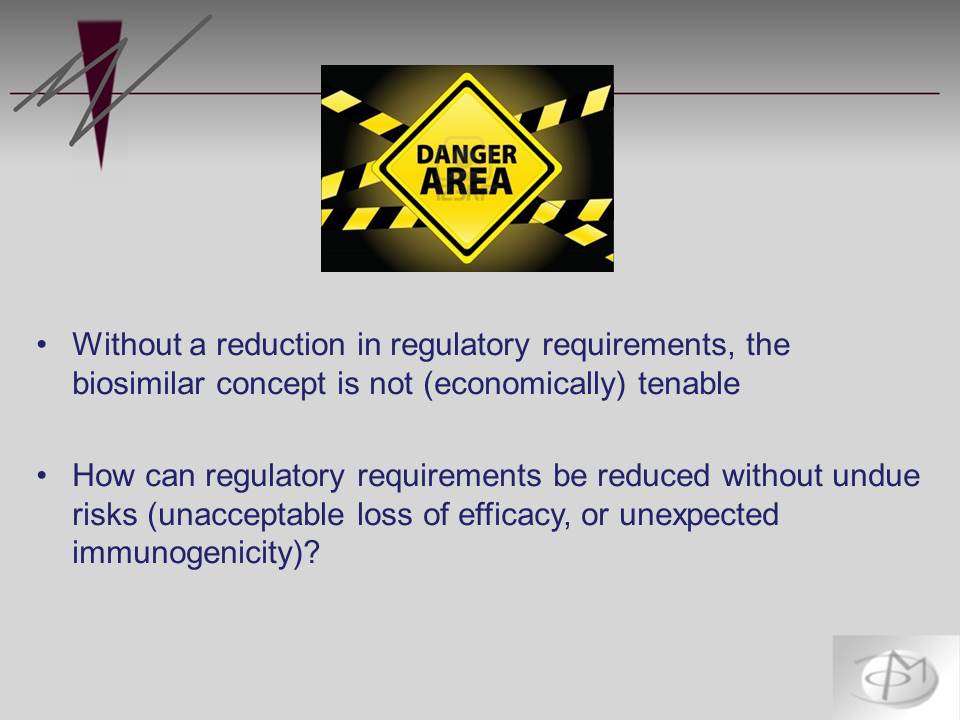 DANGER
AREA
• Without a reduction in regulatory requirements, the
biosimilar concept is not (economically) tenable
• How can regulatory requirements be reduced without undue
risks (unacceptable loss of efficacy, or unexpected
immunogenicity)?